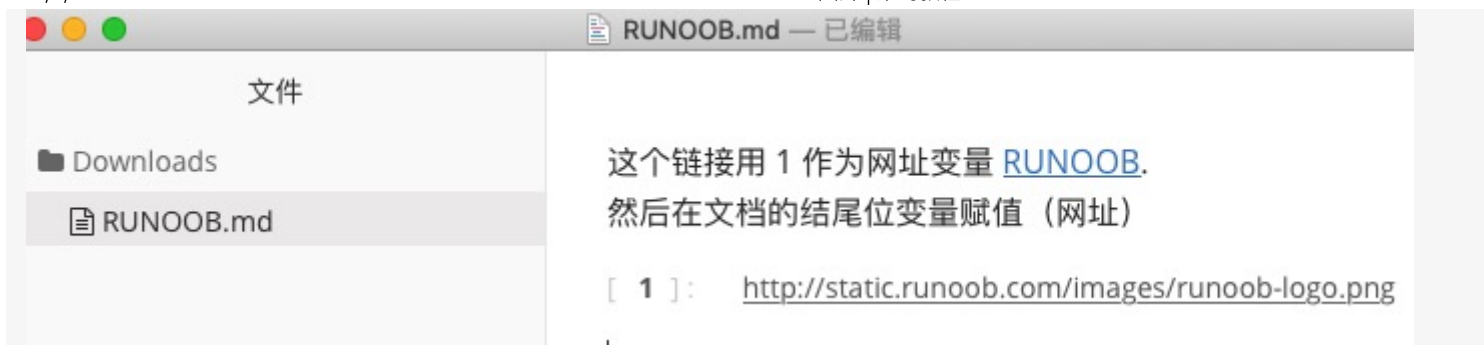 RUNOOB.md — 已编辑
文件
Downloads
RUNOOB.md
这个链接用 1 作为网址变量 RUNOOB.
然后在文档的结尾位变量赋值（网址）
[ 1 ]: http://static.runoob.com/images/runoob-logo.png